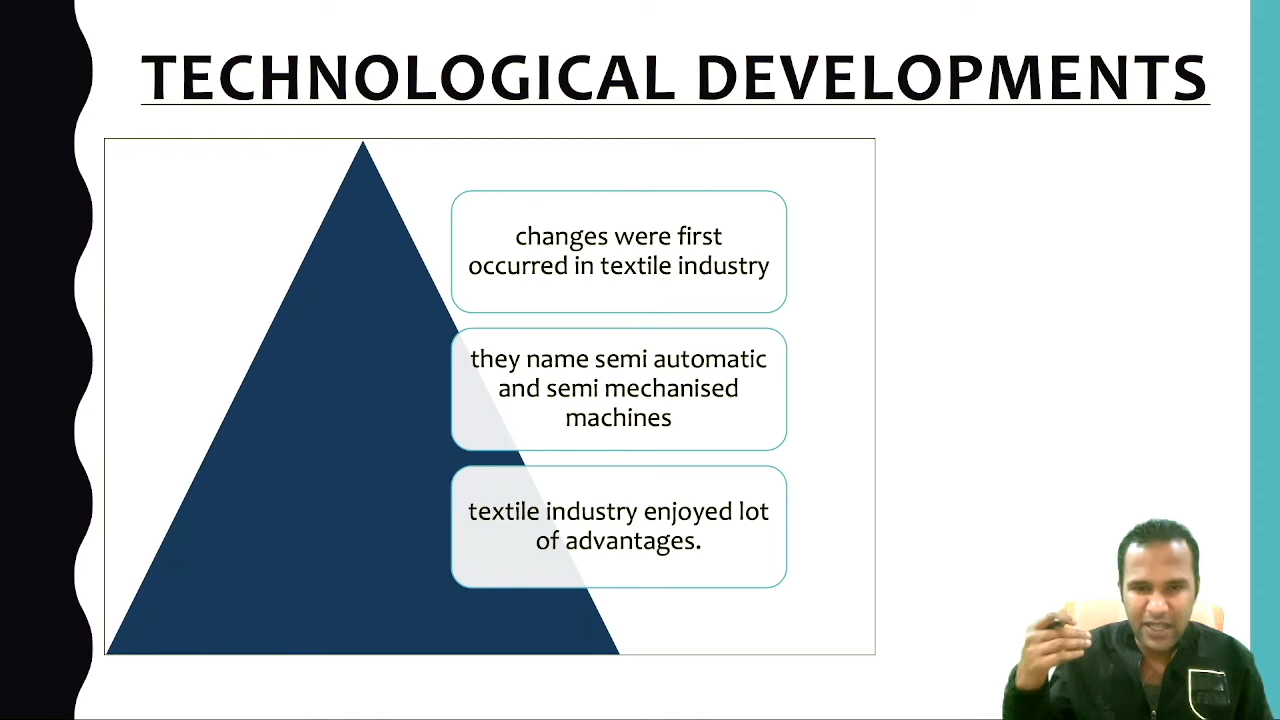 TECHNOLOGICAL DEVELOPMENTS
changes were first
occurred in textile industry
they name semi automatic
and semi mechanised
machines
textile industry enjoyed lot
of advantages.